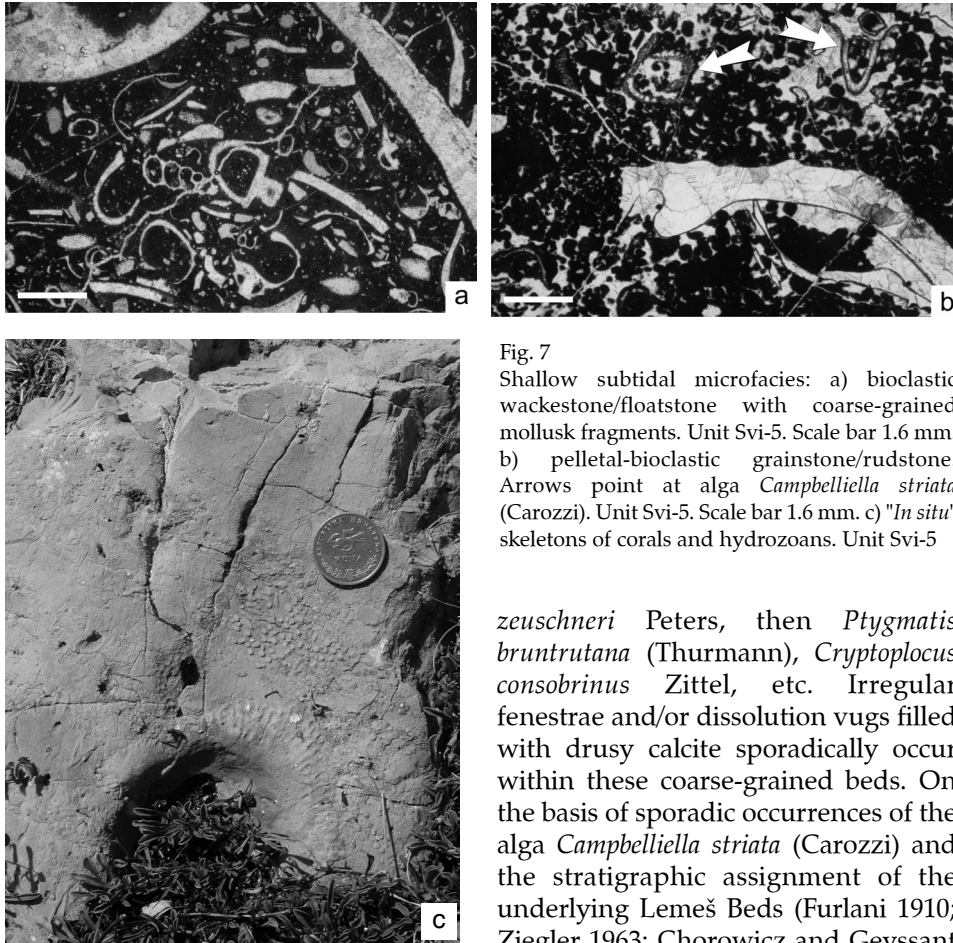 a
b
c
Fig. 7
Shallow subtidal microfacies: a) bioclastic
wackestone/floatstone with coarse-grained
mollusk fragments. Unit Svi-5. Scale bar 1.6 mm.
b) pelletal-bioclastic grainstone/rudstone.
Arrows point at alga Campbelliella striata
(Carozzi). Unit Svi-5. Scale bar 1.6 mm. c) "In situ"
skeletons of corals and hydrozoans. Unit Svi-5
zeuschneri Peters, then Ptygmatis
bruntrutana (Thurmann), Cryptoplocus
consobrinus Zittel, etc. Irregular
fenestrae and/or dissolution vugs filled
with drusy calcite sporadically occur
within these coarse-grained beds. On
the basis of sporadic occurrences of the
alga Campbelliella striata (Carozzi) and
the stratigraphic assignment of the
underlying Lemeš Beds (Furlani 1910;
Ziegler 1963; Chorowicz and Geyssant